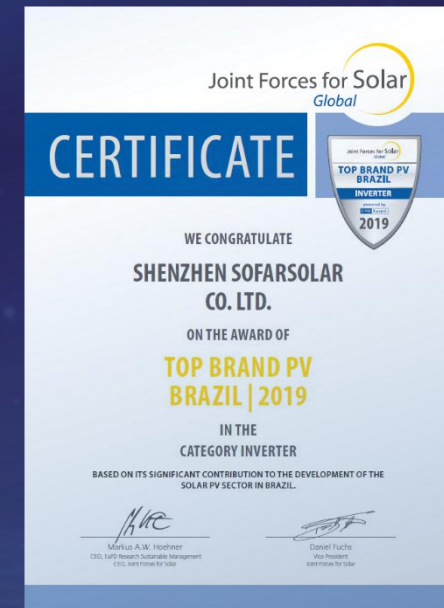 Joint Forces for Solar
Global
CERTIFICATE
Joint Forces for Solar
Global
TOP BRAND PV
BRAZIL
INVERTER
powered by
2019
WE CONGRATULATE
SHENZHEN SOFARSOLAR
CO. LTD.
ON THE AWARD OF
TOP BRAND PV
BRAZIL | 2019
IN THE
CATEGORY INVERTER
BASED ON ITS SIGNIFICANT CONTRIBUTION TO THE DEVELOPMENT OF THE
SOLAR PV SECTOR IN BRAZIL.
Markus A.W. Hoehner
CEO, EuPD Research Sustainable Management
CEO, Joint Forces for Solar
Daniel Fuchs
Vice President
Joint Forces for Solar